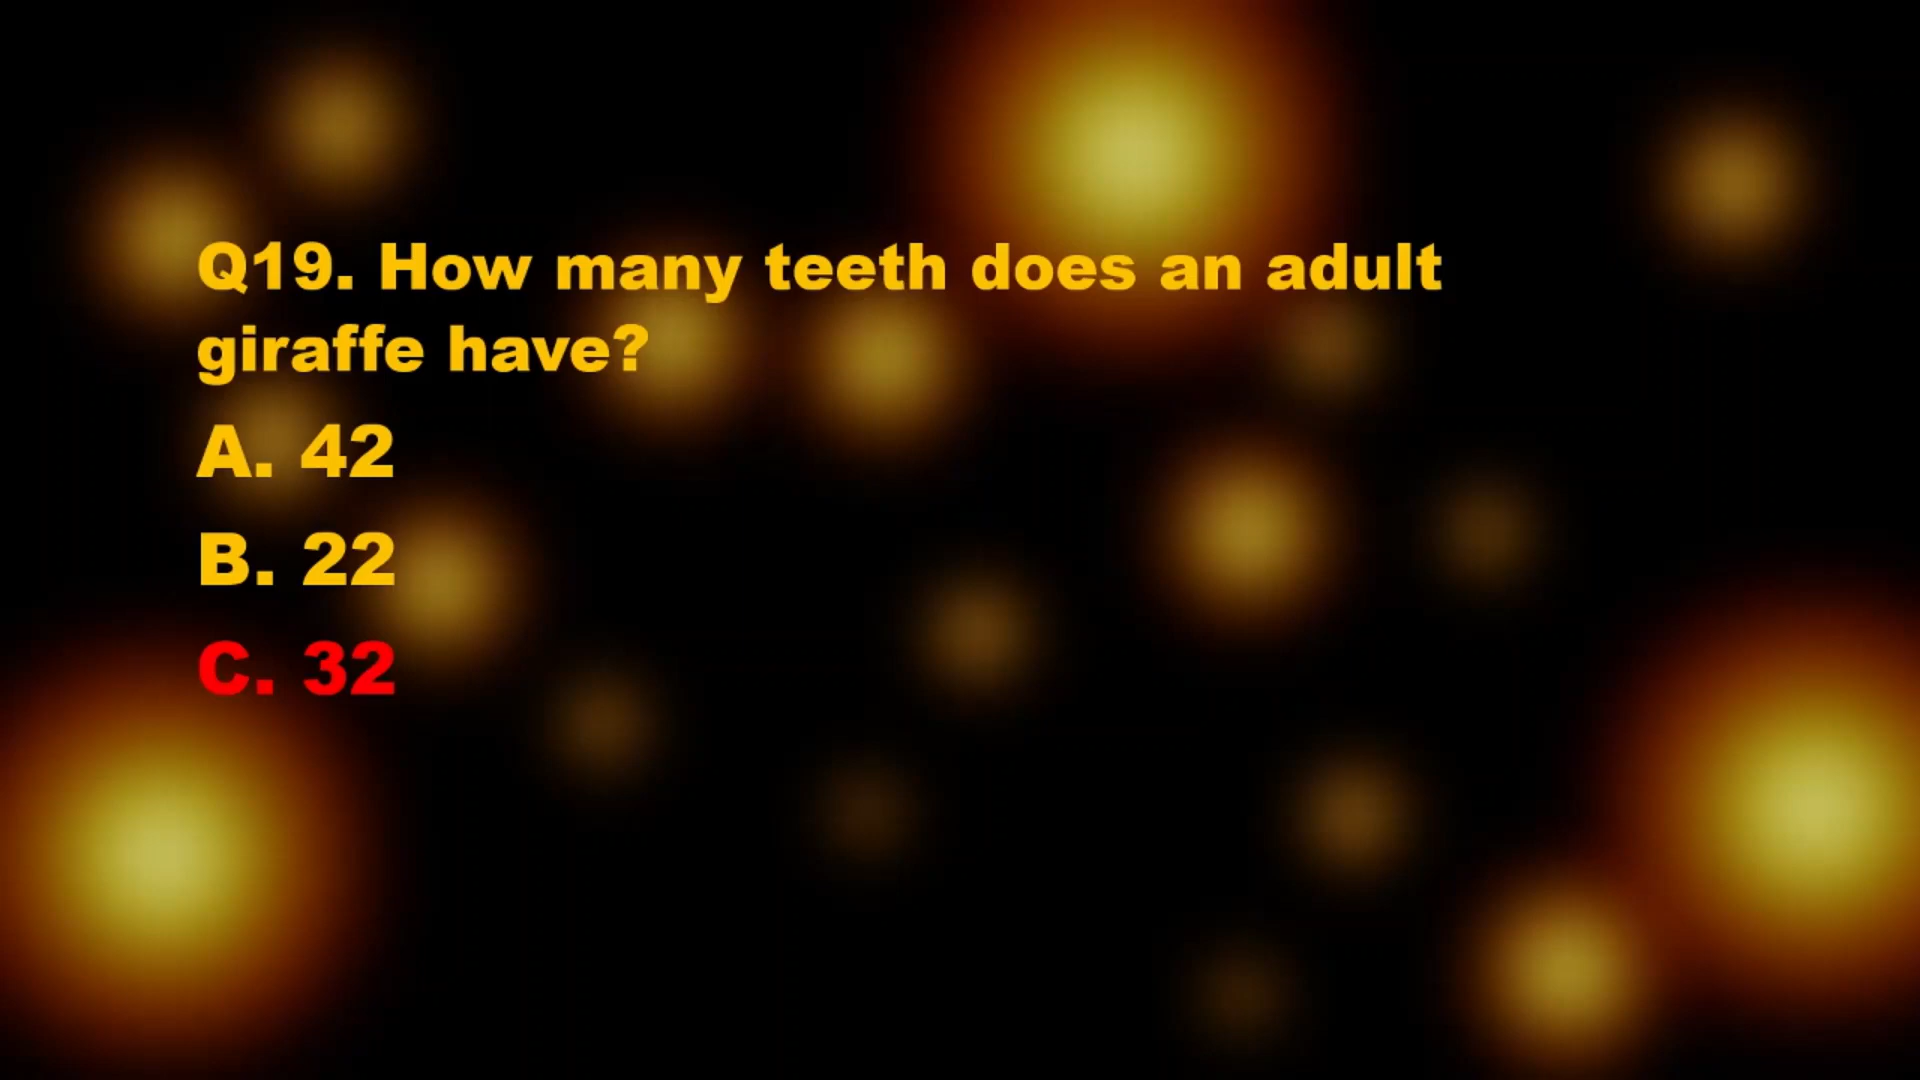 Q19. How many teeth does an adult
giraffe have?
A. 42
B. 22
C. 32